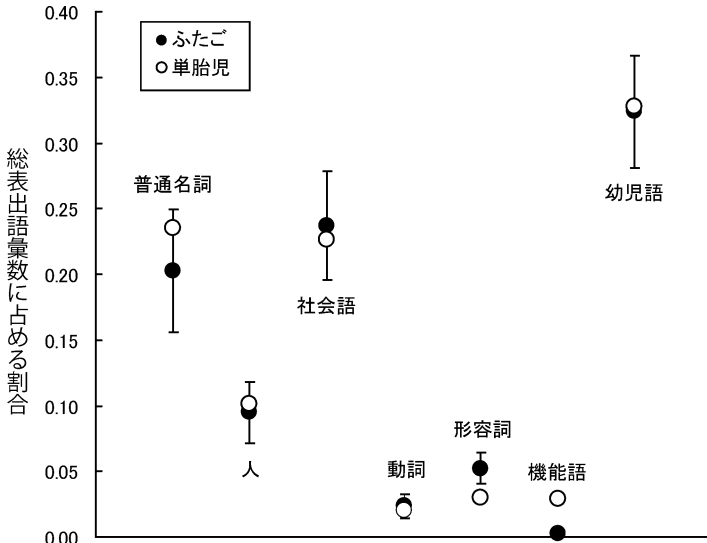 0.40
ふたご
単胎児
0.35
0.30
普通名詞
幼児語
0.25
総表出語彙数に占める割合
0.20
社会語
0.15
0.10
形容詞
人
動詞
機能語
0.05
0.00